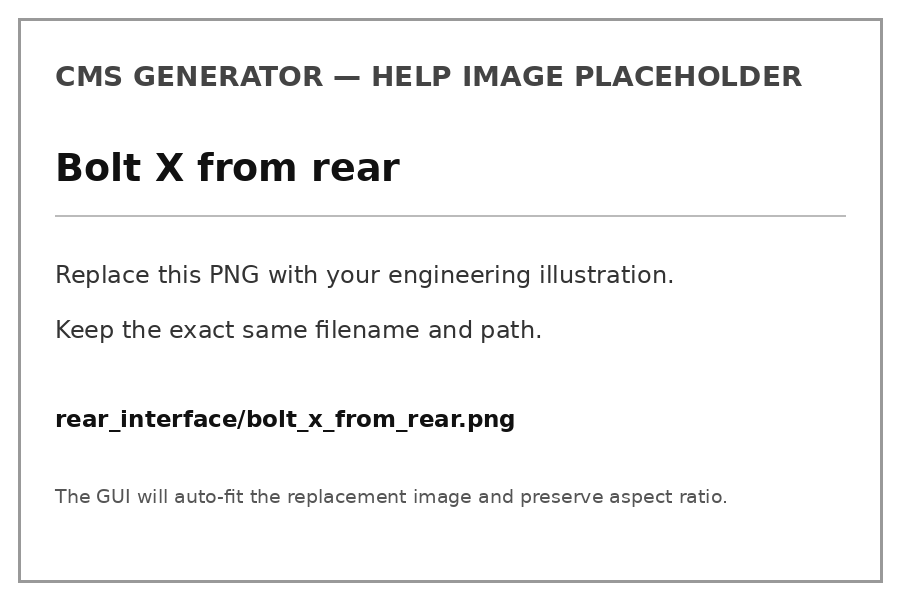 CMS GENERATOR — HELP IMAGE PLACEHOLDER
Bolt X from rear
Replace this PNG with your engineering illustration.
Keep the exact same filename and path.
rear_interface/bolt_x_from_rear.png
The GUI will auto-fit the replacement image and preserve aspect ratio.